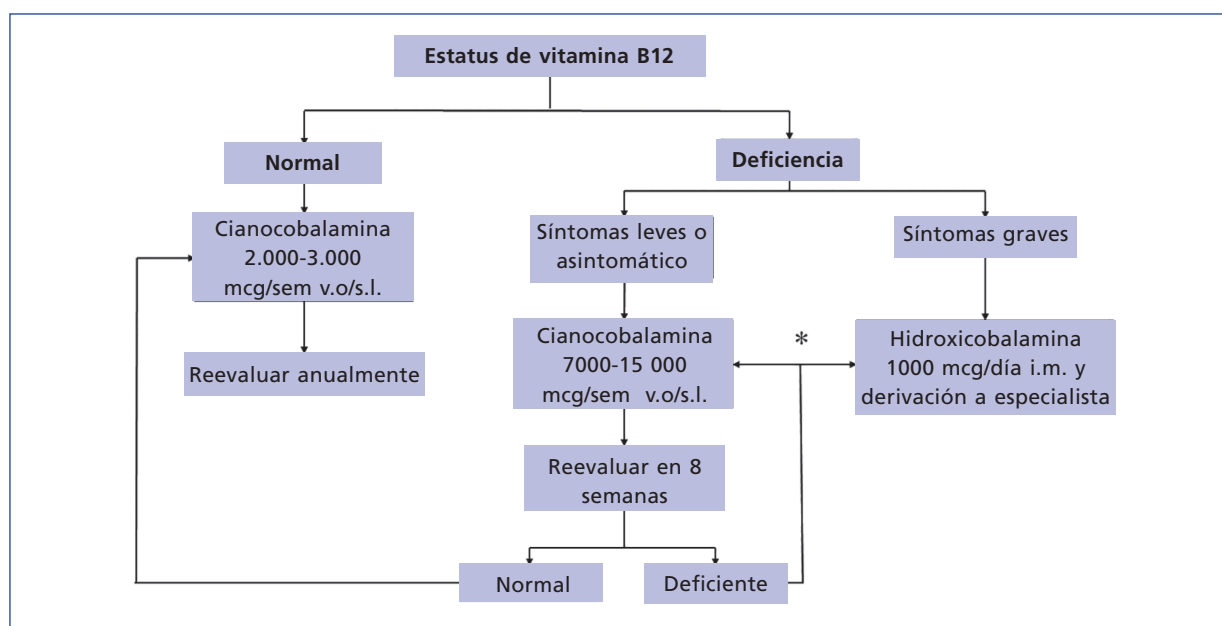 Estatus de vitamina B12
Normal
Deficiencia
Cianocobalamina
2.000-3.000
mcg/sem v.o/s.l.
Síntomas leves o
asintomático
Síntomas graves
Reevaluar anualmente
Cianocobalamina
7000-15 000
mcg/sem v.o/s.l.
*
Hidroxicobalamina
1000 mcg/día i.m. y
derivación a especialista
Reevaluar en 8
semanas
Normal
Deficiente